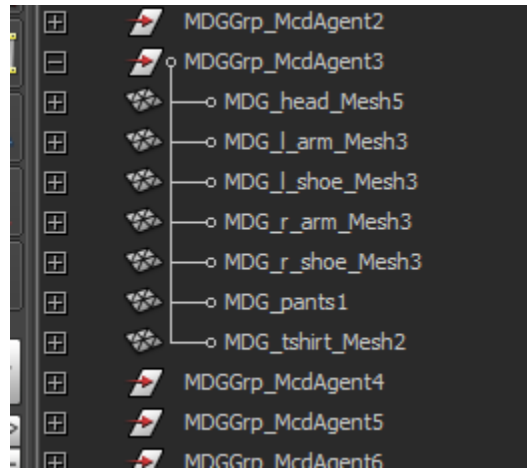 MDGGrp_McdAgent2
MDGGrp_McdAgent3
MDG_head_Mesh5
MDG_l_arm_Mesh3
MDG_l_shoe_Mesh3
MDG_r_arm_Mesh3
MDG_r_shoe_Mesh3
MDG_pants1
MDG_tshirt_Mesh2
MDGGrp_McdAgent4
MDGGrp_McdAgent5
MDGGrp_McdAgent6